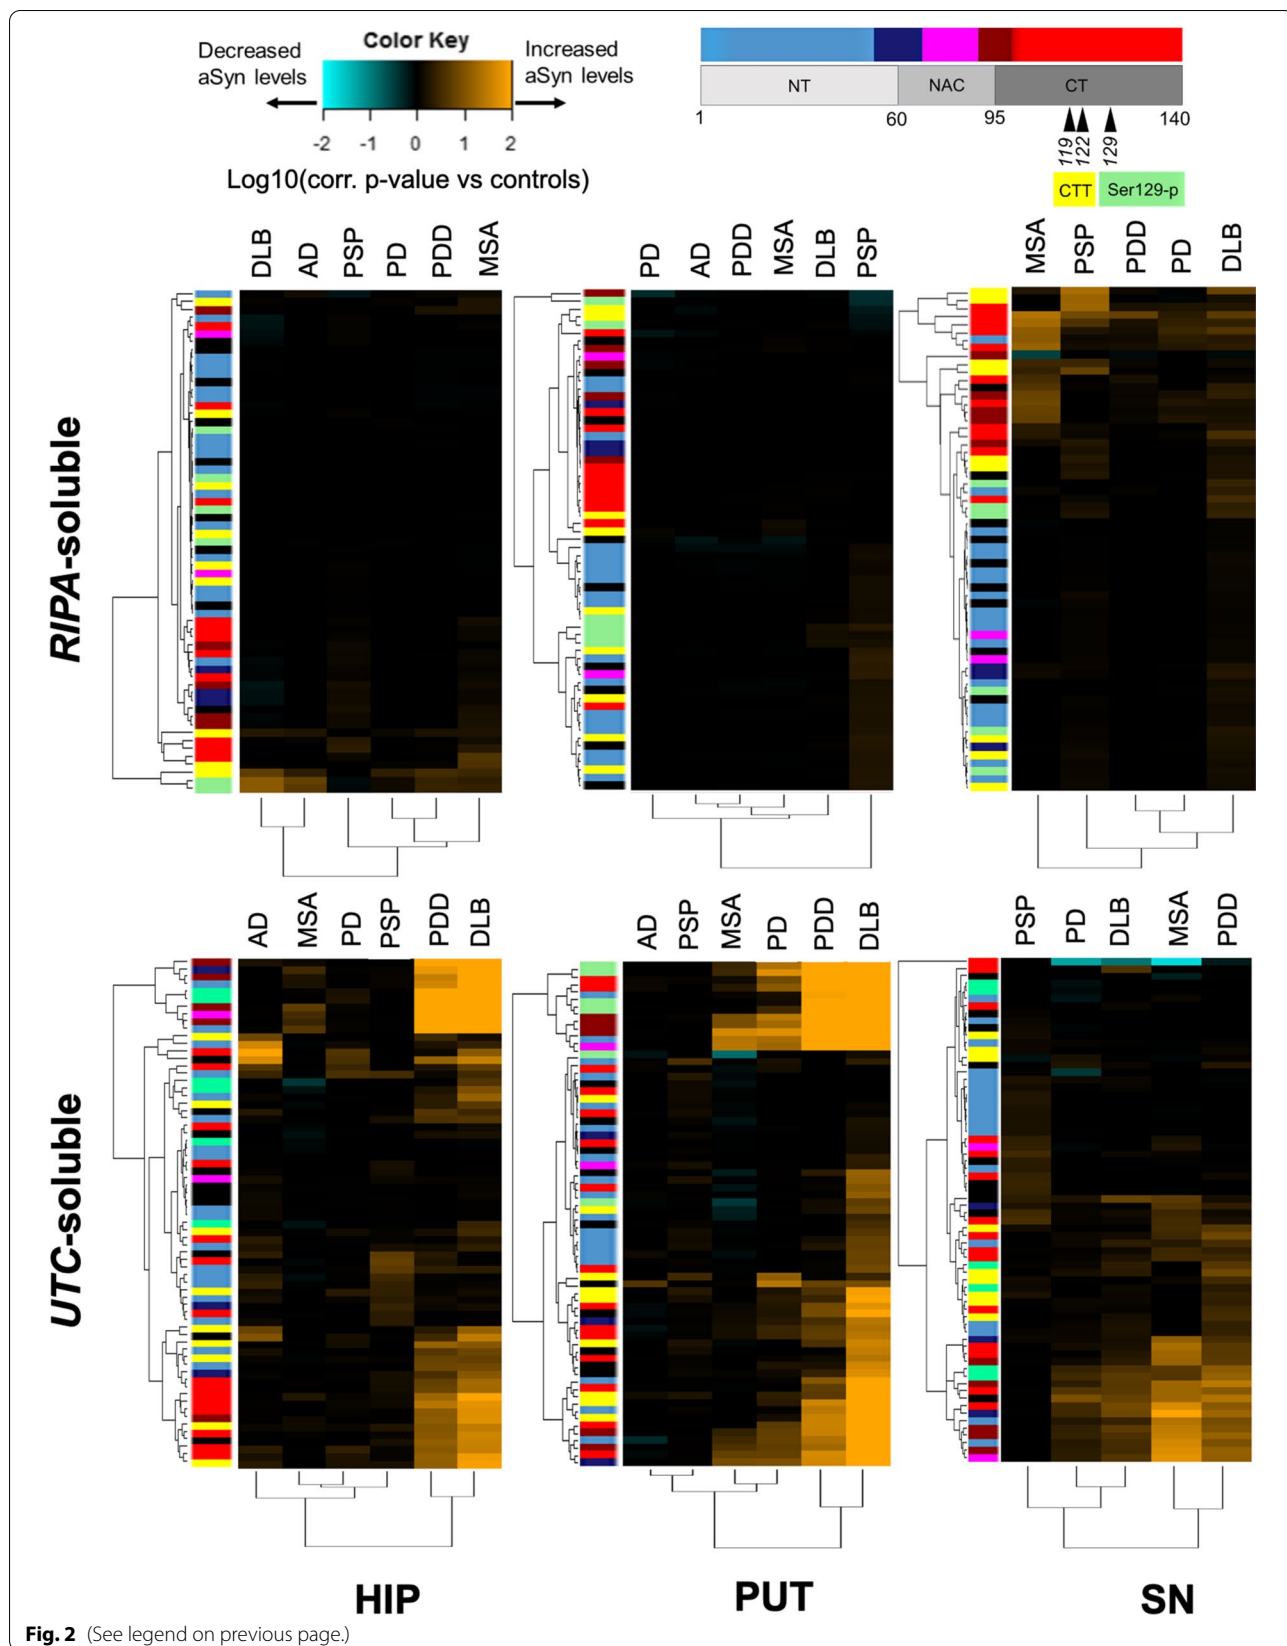 Decreased
aSyn levels
Color Key
Increased
aSyn levels
-2 -1 0 1 2
Log10(corr. p-value vs controls)
NT NAC CT
1 60 95 140
119 122 129
CTT Ser129-p
RIPA-soluble
DLB AD PSP PD PDD MSA
PD AD PDD MSA DLB PSP
MSA PSP PDD PD DLB
UTC-soluble
AD MSA PD PSP PDD DLB
AD PSP MSA PD PDD DLB
PSP PD DLB MSA PDD
HIP PUT SN
Fig. 2 (See legend on previous page.)